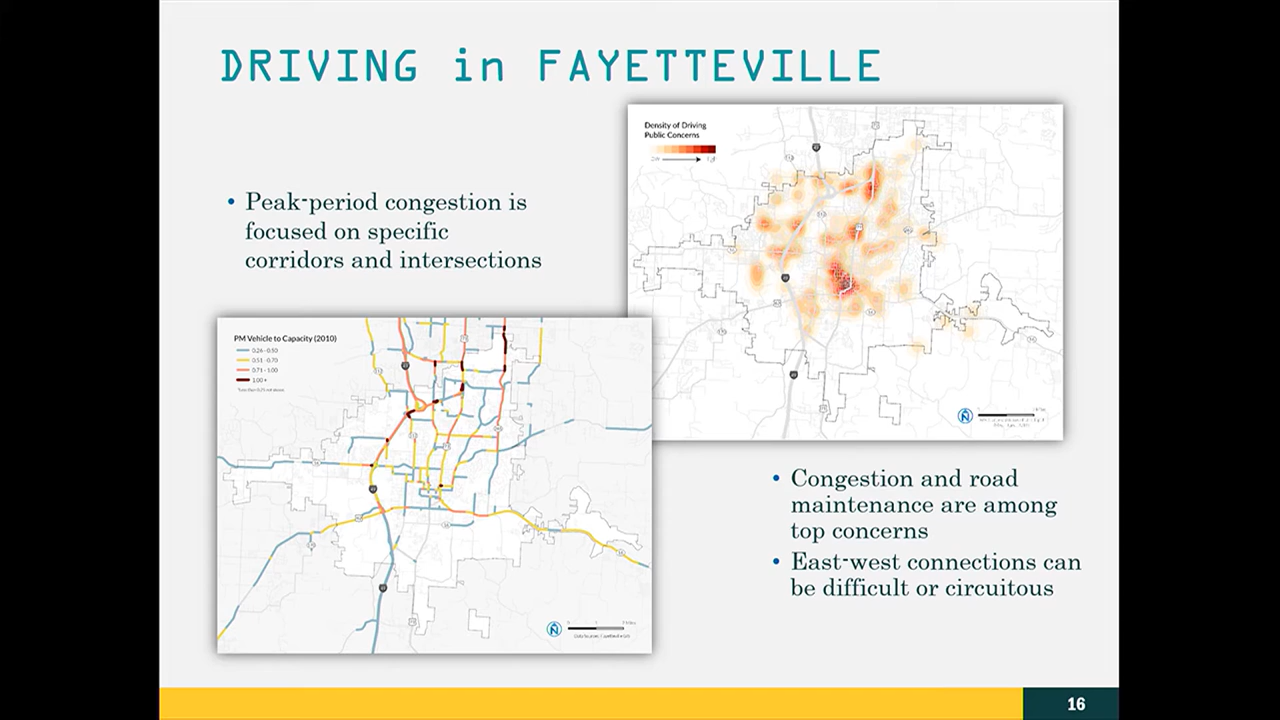 DRIVING in FAYETTEVILLE
• Peak-period congestion is
focused on specific
corridors and intersections
Density of Driving
Public Concerns
PM Vehicle to Capacity (2010)
0.26 - 0.50
0.51 - 0.70
0.71 - 1.00
1.00 +
N
N
• Congestion and road
maintenance are among
top concerns
• East-west connections can
be difficult or circuitous
16